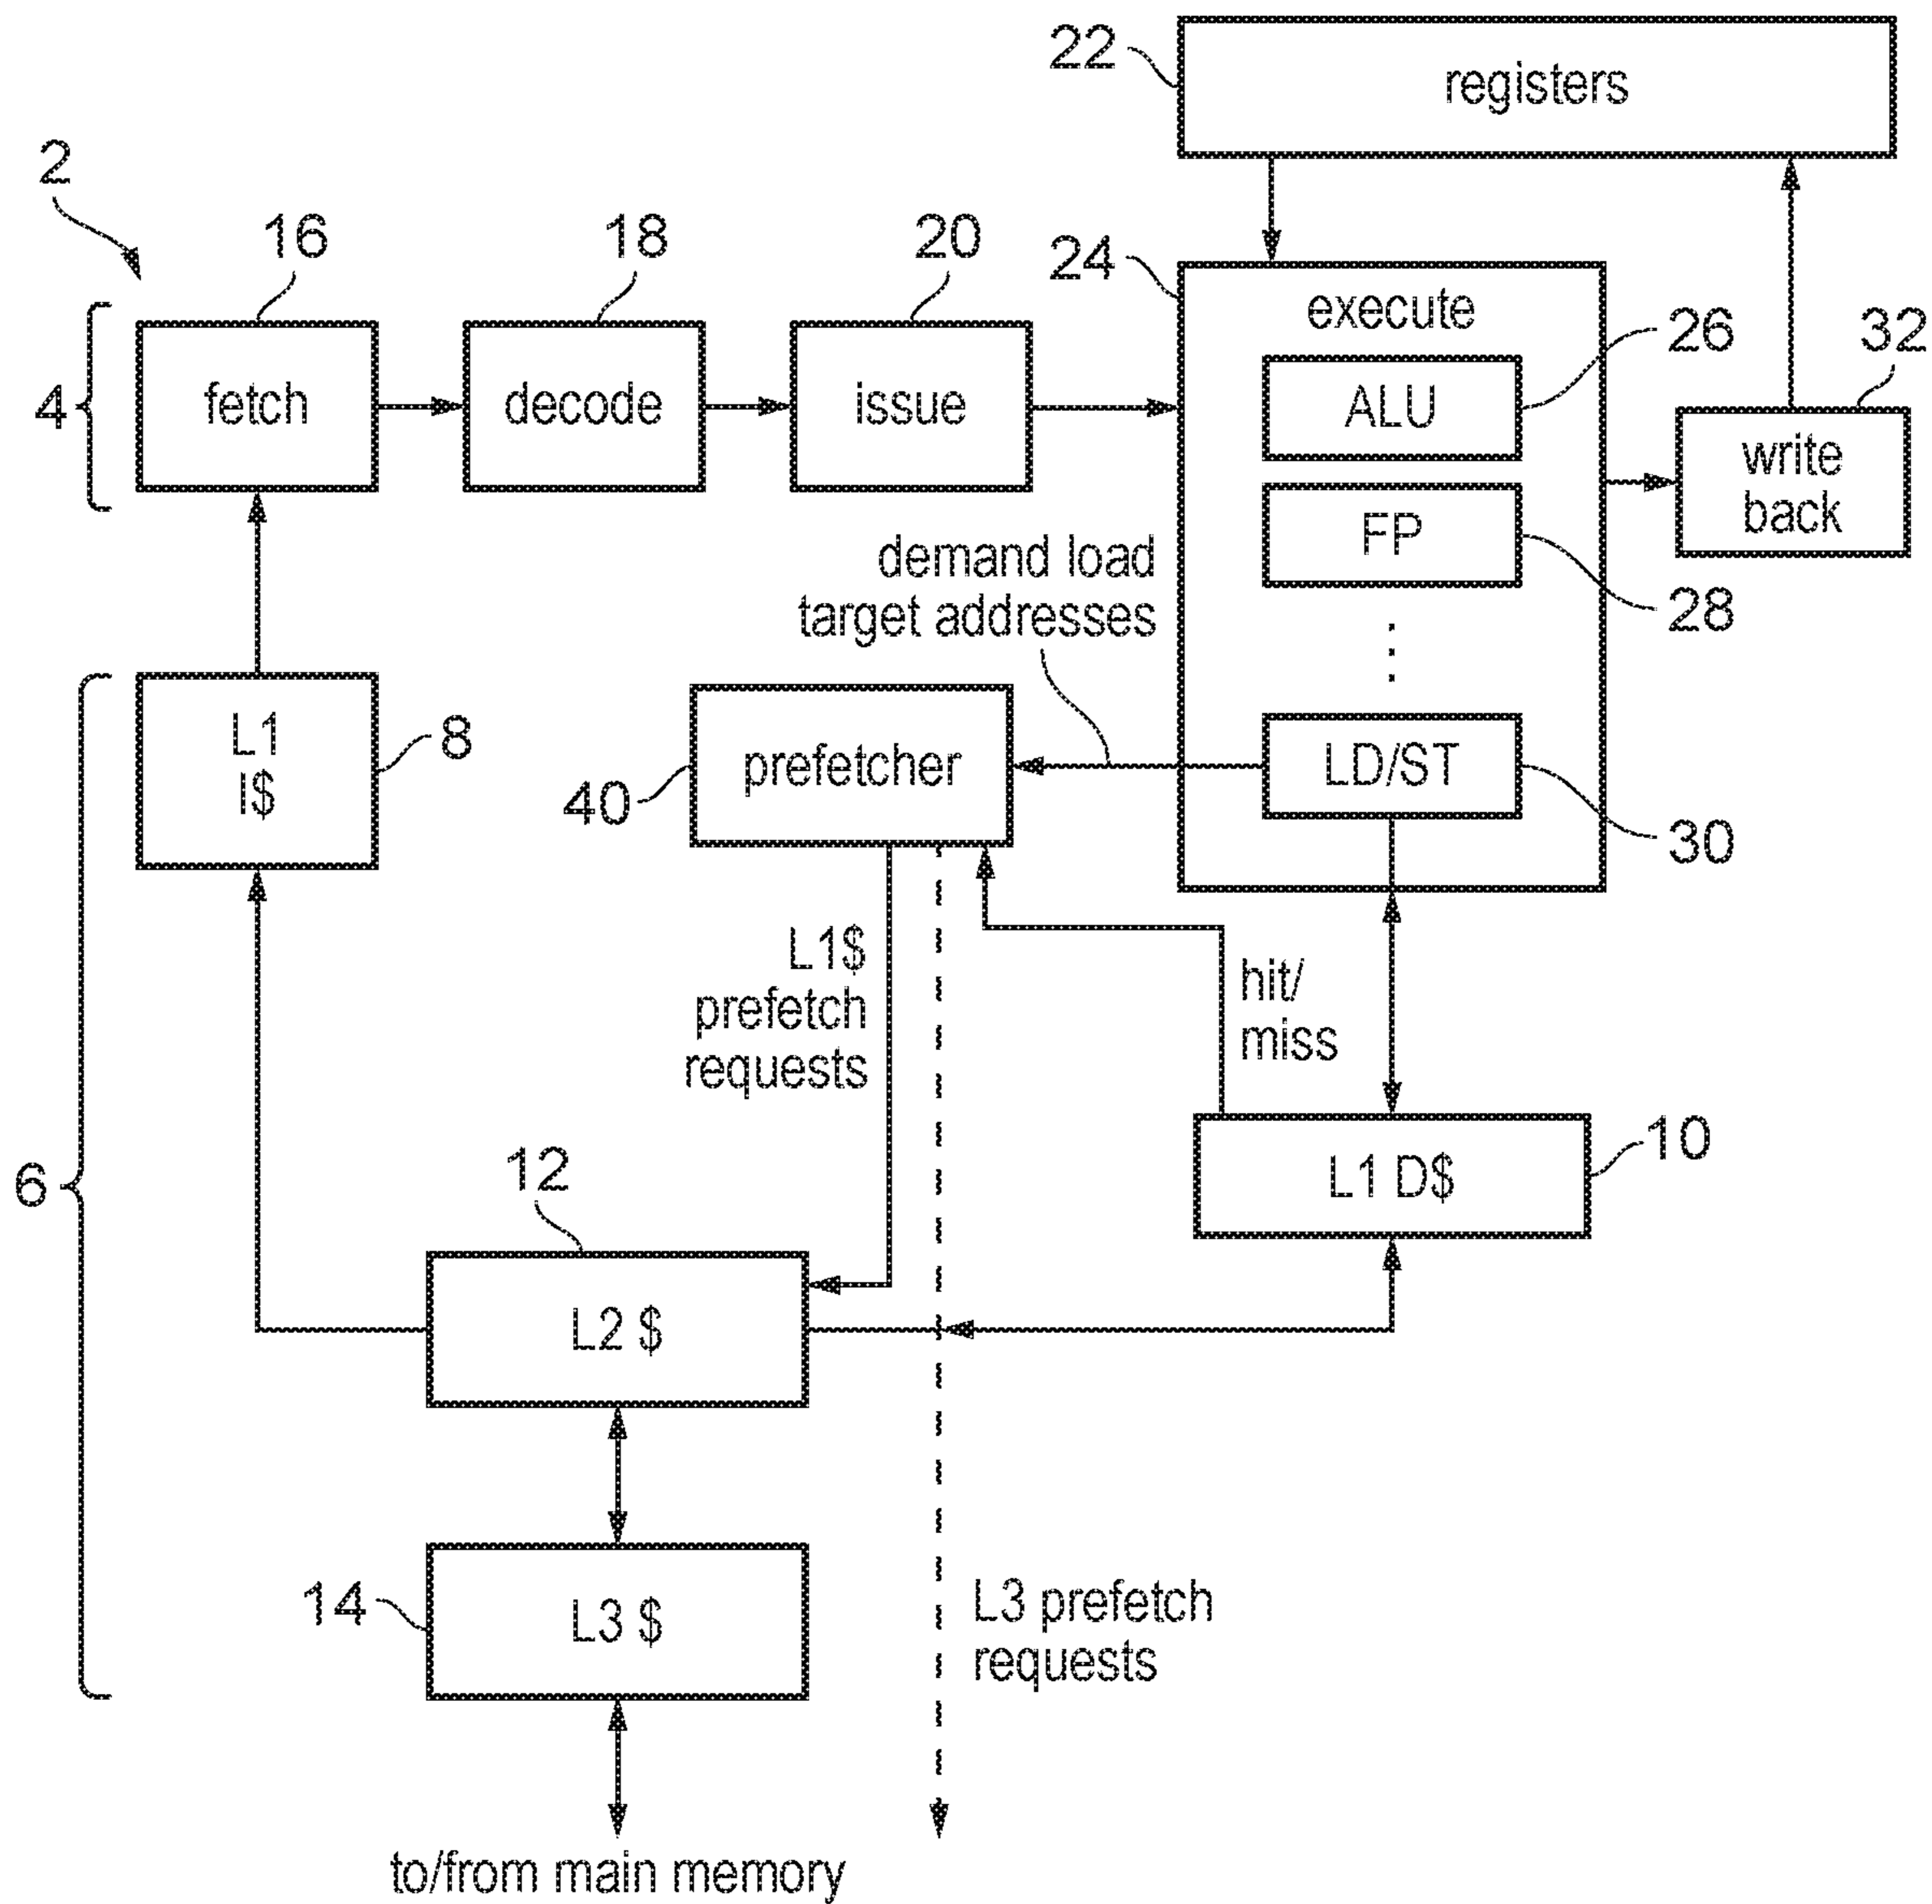 22
registers
2
16
18
20
24
execute
26
32
4
fetch
decode
issue
ALU
write
back
FP
28
demand load
target addresses
L1
I$
8
prefetcher
40
LD/ST
30
L1$
prefetch
requests
hit/
miss
6
12
10
L1 D$
L2 $
14
L3 $
L3 prefetch
requests
to/from main memory